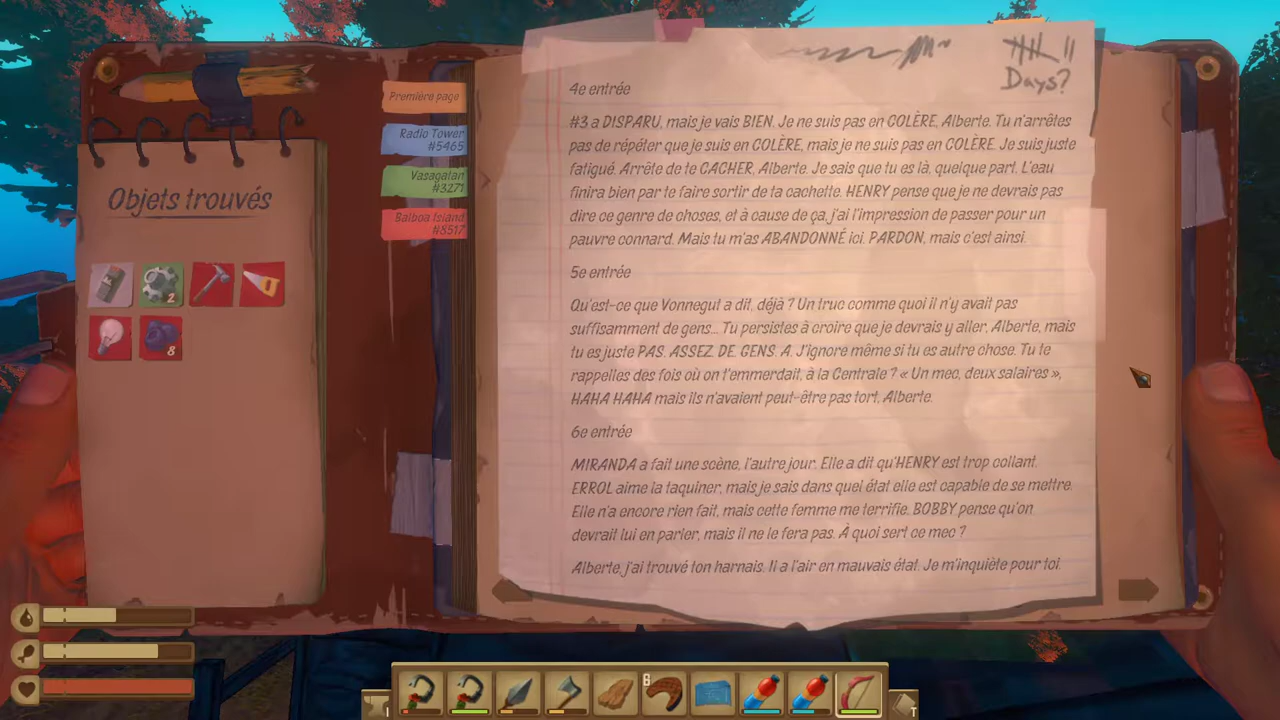 Days?
Première page
Radio Tower
#5465
Vasagatan
#3271
Balboa Island
#8517
Objets trouvés
2
8
4e entrée
#3 a DISPARU, mais je vais BIEN. Je ne suis pas en COLÈRE, Alberte. Tu n'arrêtes
pas de répéter que je suis en COLÈRE, mais je ne suis pas en COLÈRE. Je suis juste
fatigué. Arrête de te CACHER, Alberte. Je sais que tu es là, quelque part. L'eau
finira bien par te faire sortir de ta cachette. HENRY pense que je ne devrais pas
dire ce genre de choses, et à cause de ça, j'ai l'impression de passer pour un
pauvre connard. Mais tu m'as ABANDONNÉ ici. PARDON, mais c'est ainsi.
5e entrée
Qu'est-ce que Vonnegut a dit, déjà ? Un truc comme quoi il n'y avait pas
suffisamment de gens... Tu persistes à croire que je devrais y aller, Alberte, mais
tu es juste PAS. ASSEZ. DE. GENS. A. J'ignore même si tu es autre chose. Tu te
rappelles des fois où on t'emmerdait, à la Centrale ? « Un mec, deux salaires »,
HAHA HAHA mais ils n'avaient peut-être pas tort, Alberte.
6e entrée
MIRANDA a fait une scène, l'autre jour. Elle a dit qu'HENRY est trop collant.
ERROL aime la taquiner, mais je sais dans quel état elle est capable de se mettre.
Elle n'a encore rien fait, mais cette femme me terrifie. BOBBY pense qu'on
devrait lui en parler, mais il ne le fera pas. À quoi sert ce mec ?
Alberte, j'ai trouvé ton harnais. Il a l'air en mauvais état. Je m'inquiète pour toi.
I
8
T